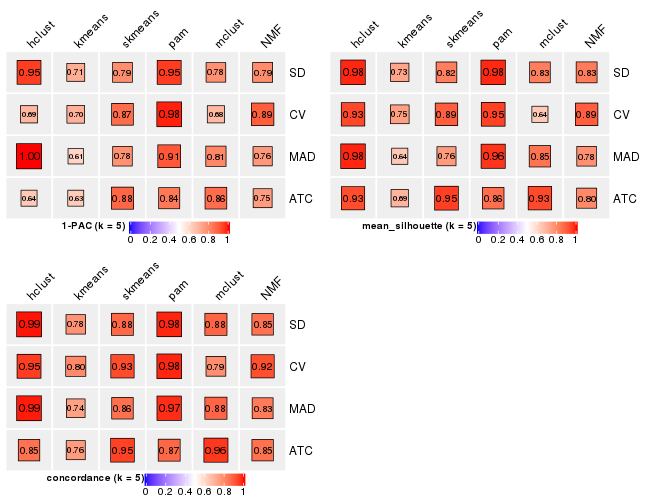 hclust kmeans skmeans pam mclust NMF
0.95 0.71 0.79 0.95 0.78 0.79 SD
0.69 0.70 0.87 0.98 0.68 0.89 CV
1.00 0.61 0.78 0.91 0.81 0.76 MAD
0.64 0.63 0.88 0.84 0.86 0.75 ATC
1-PAC (k = 5)
0 0.2 0.4 0.6 0.8 1
hclust kmeans skmeans pam mclust NMF
0.98 0.73 0.82 0.98 0.83 0.83 SD
0.93 0.75 0.89 0.95 0.64 0.89 CV
0.98 0.64 0.76 0.96 0.85 0.78 MAD
0.93 0.69 0.95 0.86 0.93 0.80 ATC
mean_silhouette (k = 5)
0 0.2 0.4 0.6 0.8 1
hclust kmeans skmeans pam mclust NMF
0.99 0.78 0.88 0.98 0.88 0.85 SD
0.95 0.80 0.93 0.98 0.79 0.92 CV
0.99 0.74 0.86 0.97 0.88 0.83 MAD
0.85 0.76 0.95 0.87 0.96 0.85 ATC
concordance (k = 5)
0 0.2 0.4 0.6 0.8 1